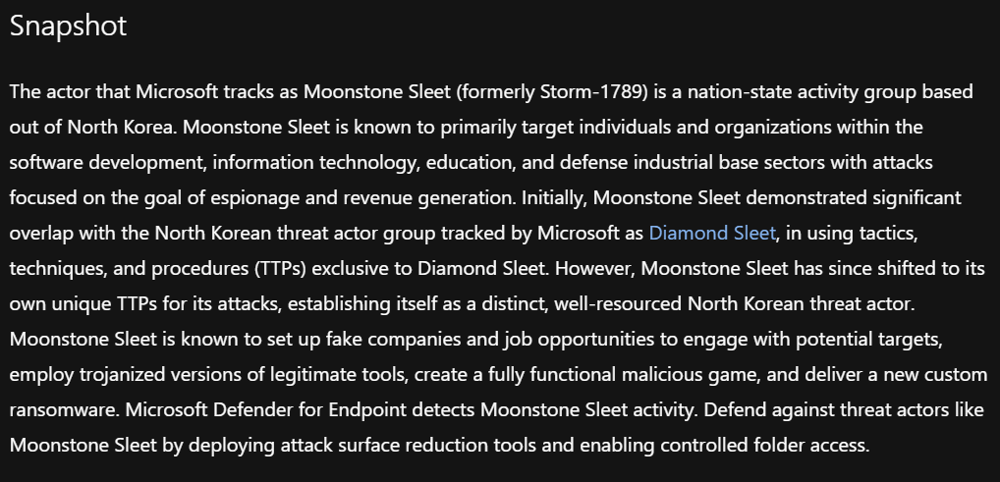 Snapshot
The actor that Microsoft tracks as Moonstone Sleet (formerly Storm-1789) is a nation-state activity group based
out of North Korea. Moonstone Sleet is known to primarily target individuals and organizations within the
software development, information technology, education, and defense industrial base sectors with attacks
focused on the goal of espionage and revenue generation. Initially, Moonstone Sleet demonstrated significant
overlap with the North Korean threat actor group tracked by Microsoft as Diamond Sleet, in using tactics,
techniques, and procedures (TTPs) exclusive to Diamond Sleet. However, Moonstone Sleet has since shifted to its
own unique TTPs for its attacks, establishing itself as a distinct, well-resourced North Korean threat actor.
Moonstone Sleet is known to set up fake companies and job opportunities to engage with potential targets,
employ trojanized versions of legitimate tools, create a fully functional malicious game, and deliver a new custom
ransomware. Microsoft Defender for Endpoint detects Moonstone Sleet activity. Defend against threat actors like
Moonstone Sleet by deploying attack surface reduction tools and enabling controlled folder access.